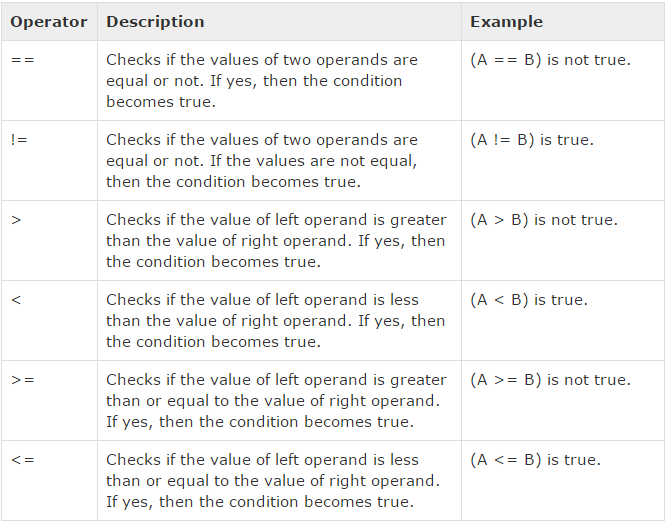 Operator Description Example
== Checks if the values of two operands are (A == B) is not true.
equal or not. If yes, then the condition
becomes true.
!= Checks if the values of two operands are (A != B) is true.
equal or not. If the values are not equal,
then the condition becomes true.
> Checks if the value of left operand is greater (A > B) is not true.
than the value of right operand. If yes, then
the condition becomes true.
< Checks if the value of left operand is less (A < B) is true.
than the value of right operand. If yes, then
the condition becomes true.
>= Checks if the value of left operand is greater (A >= B) is not true.
than or equal to the value of right operand.
If yes, then the condition becomes true.
<= Checks if the value of left operand is less (A <= B) is true.
than or equal to the value of right operand.
If yes, then the condition becomes true.